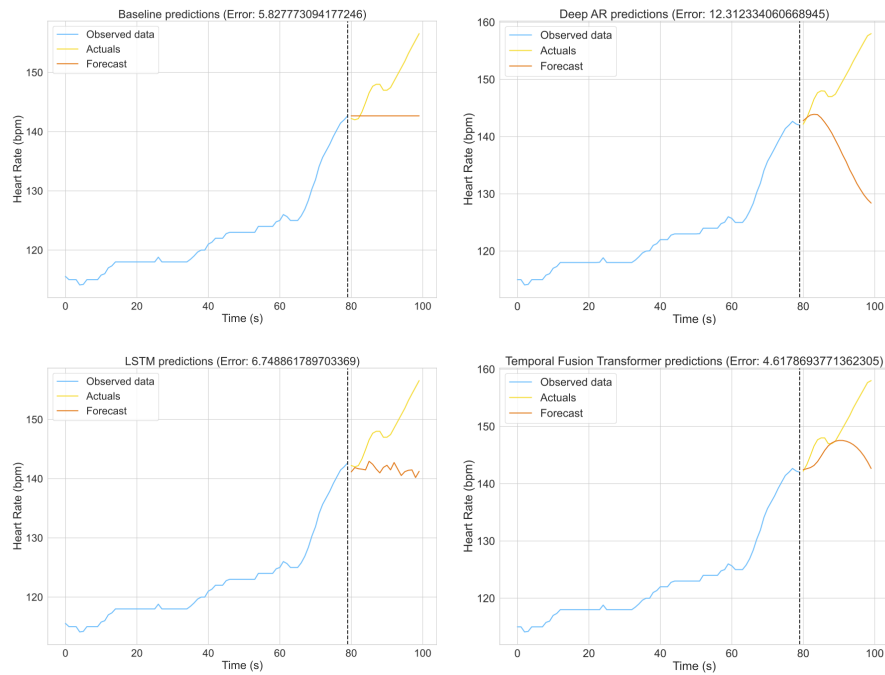 Baseline predictions (Error: 5.827773094177246)
Observed data
Actuals
Forecast
150
140
130
120
Heart Rate (bpm)
0 20 40 60 80 100
Time (s)
Deep AR predictions (Error: 12.312334060668945)
Observed data
Actuals
Forecast
160
150
140
130
120
Heart Rate (bpm)
0 20 40 60 80 100
Time (s)
LSTM predictions (Error: 6.748861789703369)
Observed data
Actuals
Forecast
150
140
130
120
Heart Rate (bpm)
0 20 40 60 80 100
Time (s)
Temporal Fusion Transformer predictions (Error: 4.6178693771362305)
Observed data
Actuals
Forecast
160
150
140
130
120
Heart Rate (bpm)
0 20 40 60 80 100
Time (s)